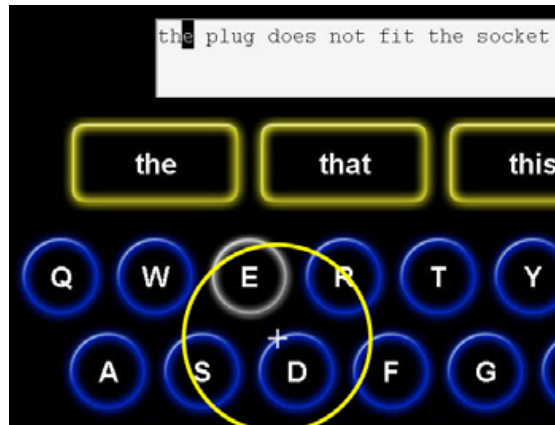 the plug does not fit the socket
the that this
Q W E R T Y
A S D F G